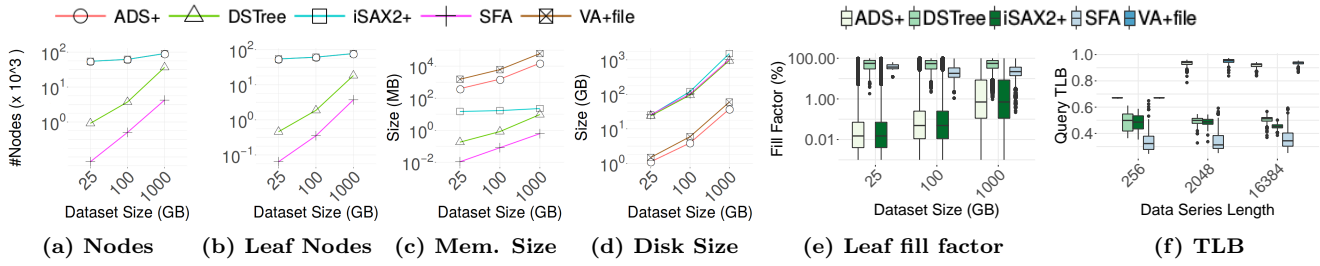 ADS+ DSTree iSAX2+ SFA VA+file
ADS+ DSTree iSAX2+ SFA VA+file
#Nodes (x 10^3)
10^2
10^1
10^0
25 100 1000
Dataset Size (GB)
(a) Nodes
10^2
10^1
10^0
10^-1
25 100 1000
Dataset Size (GB)
(b) Leaf Nodes
Size (MB)
10^6
10^4
10^2
10^0
10^-2
25 100 1000
Dataset Size (GB)
(c) Mem. Size
Size (GB)
10^3
10^2
10^1
10^0
25 100 1000
Dataset Size (GB)
(d) Disk Size
Fill Factor (%)
100.00
1.00
0.01
25 100 1000
Dataset Size (GB)
(e) Leaf fill factor
Query TLB
1.0
0.8
0.6
0.4
256 2048 16384
Data Series Length
(f) TLB